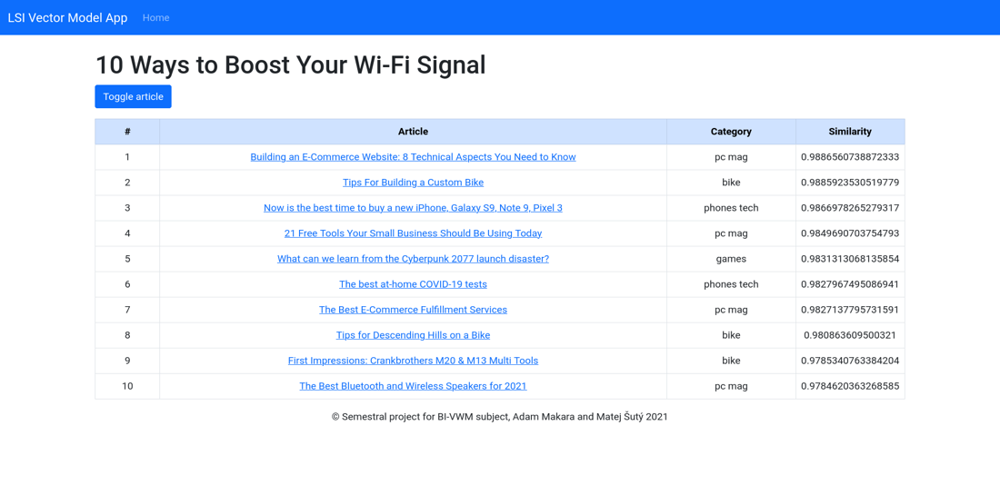 LSI Vector Model App Home
10 Ways to Boost Your Wi-Fi Signal
Toggle article
# Article Category Similarity
1 Building an E-Commerce Website: 8 Technical Aspects You Need to Know pc mag 0.9886560738872333
2 Tips For Building a Custom Bike bike 0.9885923530519779
3 Now is the best time to buy a new iPhone, Galaxy S9, Note 9, Pixel 3 phones tech 0.9866978265279317
4 21 Free Tools Your Small Business Should Be Using Today pc mag 0.9849690703754793
5 What can we learn from the Cyberpunk 2077 launch disaster? games 0.9831313068135854
6 The best at-home COVID-19 tests phones tech 0.9827967495086941
7 The Best E-Commerce Fulfillment Services pc mag 0.9827137795731591
8 Tips for Descending Hills on a Bike bike 0.980863609500321
9 First Impressions: Crankbrothers M20 & M13 Multi Tools bike 0.9785340763384204
10 The Best Bluetooth and Wireless Speakers for 2021 pc mag 0.9784620363268585
© Semestral project for BI-VWM subject, Adam Makara and Matej Šutý 2021